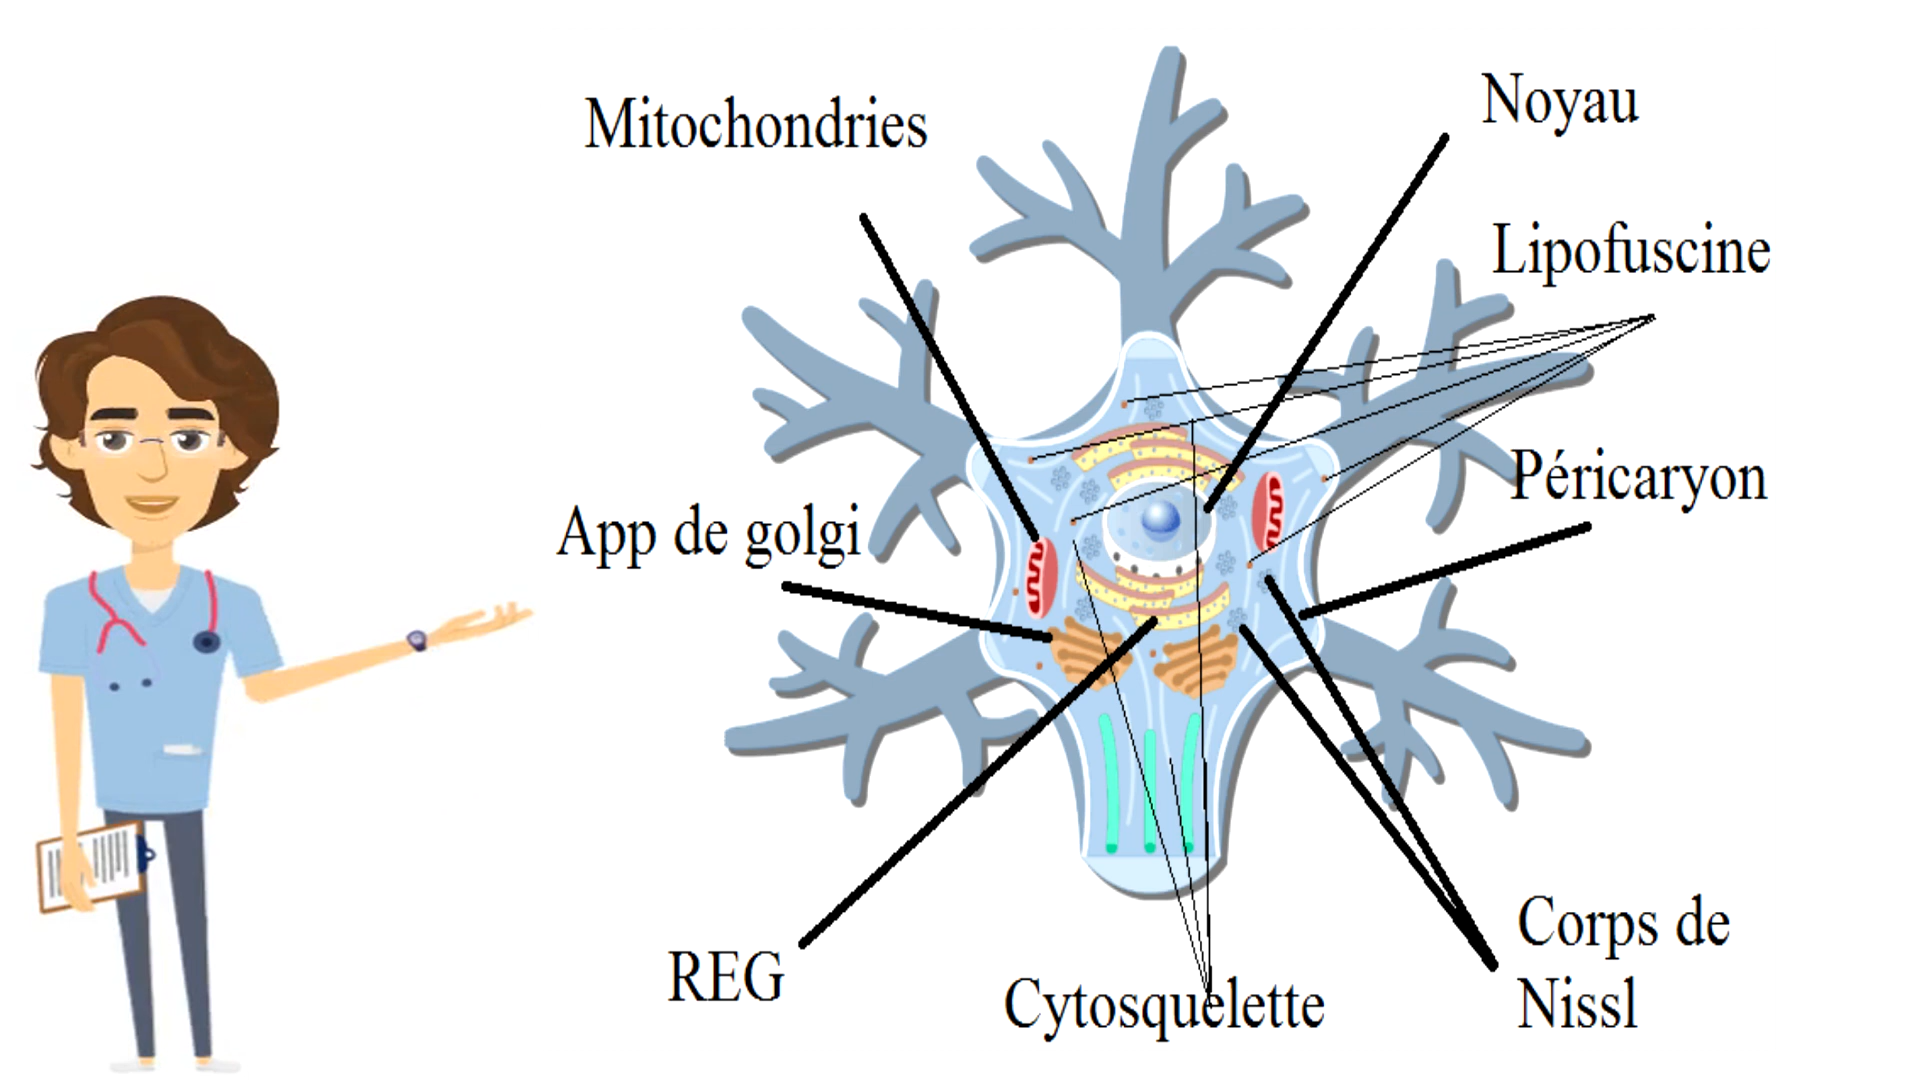 Mitochondries
Noyau
Lipofuscine
Péricaryon
App de golgi
REG
Cytosquelette
Corps de
Nissl